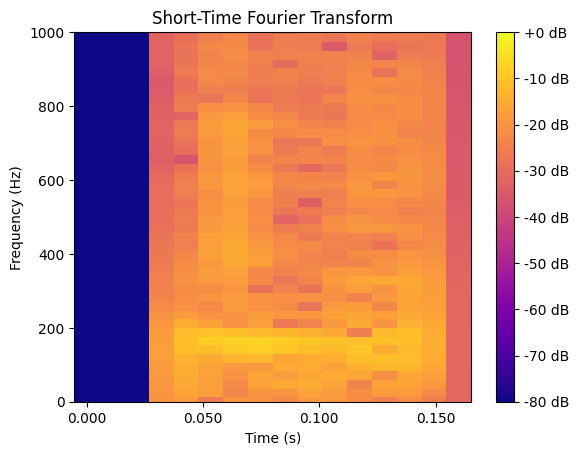 Short-Time Fourier Transform
1000
800
600
400
200
0
Frequency (Hz)
0.000
0.050
0.100
0.150
Time (s)
+0 dB
-10 dB
-20 dB
-30 dB
-40 dB
-50 dB
-60 dB
-70 dB
-80 dB